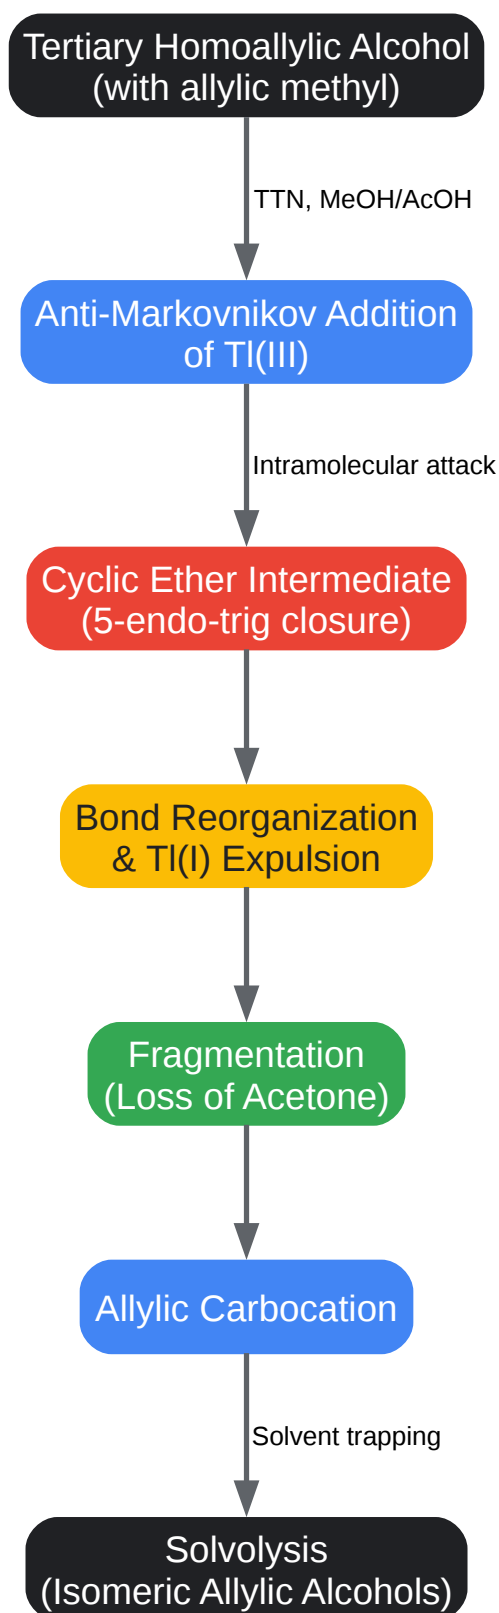 Tertiary Homoallylic Alcohol
(with allylic methyl)
TTN, MeOH/AcOH
Anti-Markovnikov Addition
of Tl(III)
Intramolecular attack
Cyclic Ether Intermediate
(5-endo-trig closure)
Bond Reorganization
& Tl(I) Expulsion
Fragmentation
(Loss of Acetone)
Allylic Carbocation
Solvent trapping
Solvolysis
(Isomeric Allylic Alcohols)